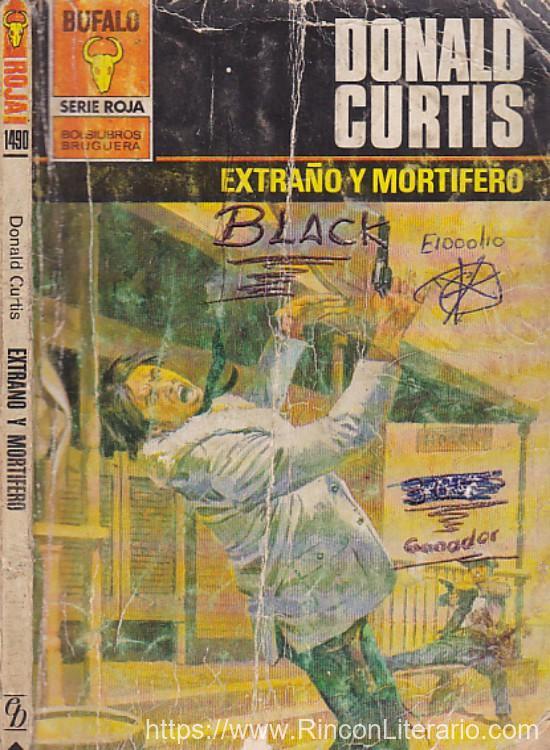 BUFALO
SERIE ROJA
BOLSILIBROS
BRUGUERA
DONALD
CURTIS
EXTRAÑO Y MORTIFERO
BLACK
Ganador
ROJA
1490
Donald Curtis
EXTRAÑO Y MORTIFERO
https://www.RinconLiterario.com